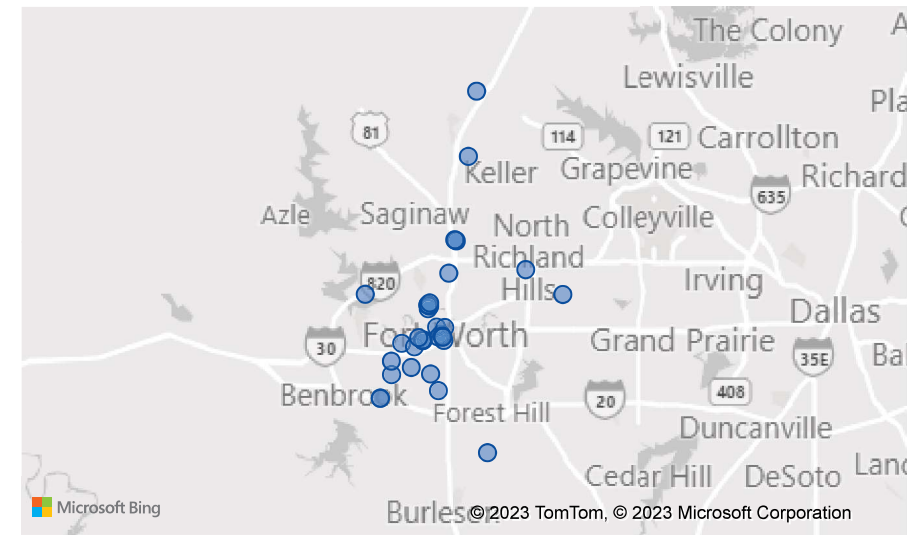 The Colony
A
Lewisville
Pla
81
114
121
Carrollton
Keller
Grapevine
Richard
635
Azle
Saginaw
North
Richland
Hills
Colleyville
820
Irving
Dallas
Fort Worth
30
Grand Prairie
35E
Ba
Benbrook
408
20
Forest Hill
Duncanville
Cedar Hill
DeSoto
Lanc
Microsoft Bing
Burleson
© 2023 TomTom, © 2023 Microsoft Corporation